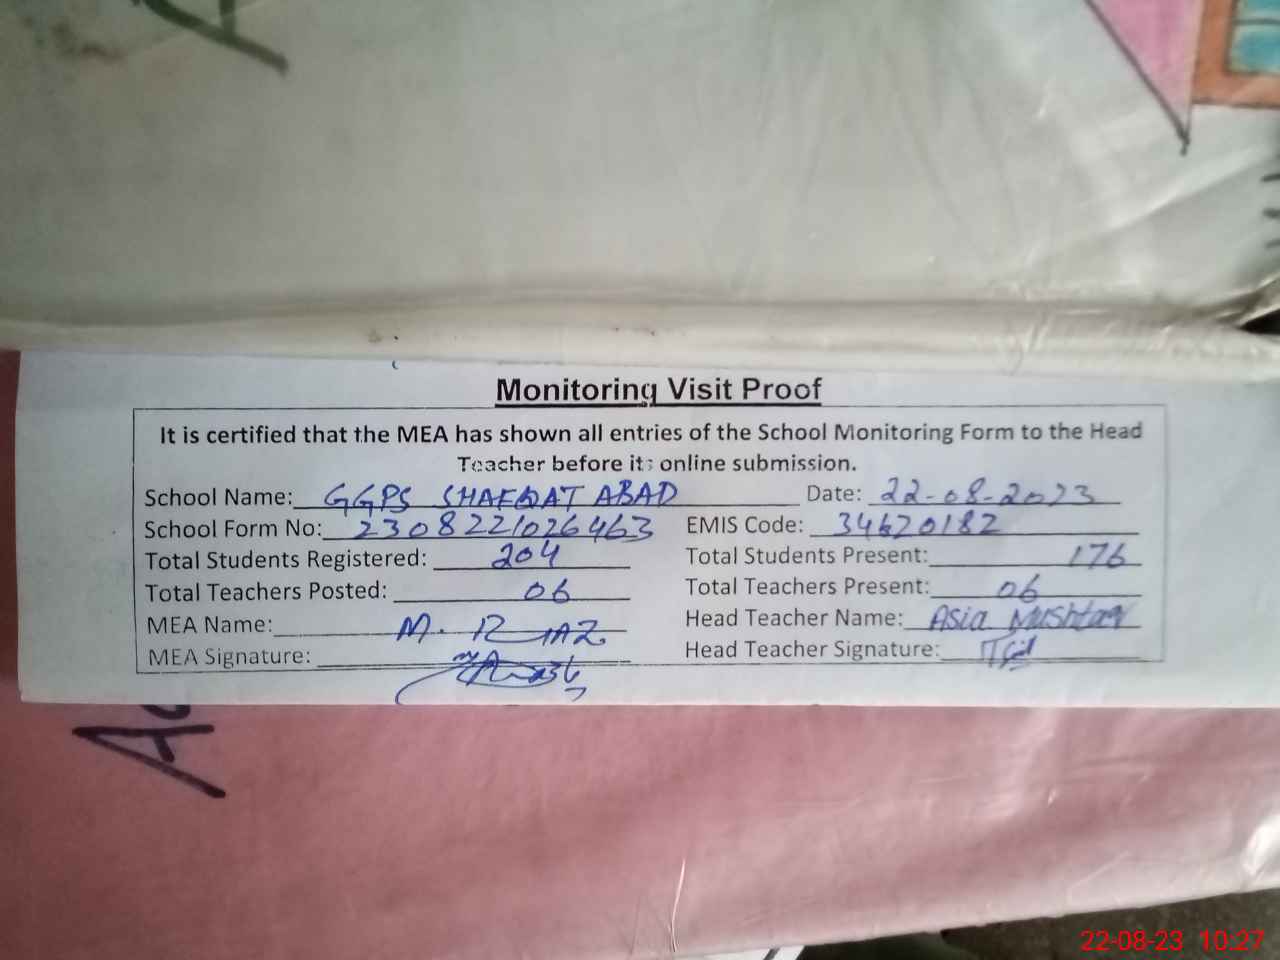 Monitoring Visit Proof
It is certified that the MEA has shown all entries of the School Monitoring Form to the Head
Teacher before its online submission.
School Name: GGPS SHAFQAT ABAD Date: 22-08-2023
School Form No: 2308221026463 EMIS Code: 34620182
Total Students Registered: 204 Total Students Present: 176
Total Teachers Posted: 06 Total Teachers Present: 06
MEA Name: M. RIAZ Head Teacher Name: Asia Mushtaq
MEA Signature: Head Teacher Signature:
22-08-23 10:27